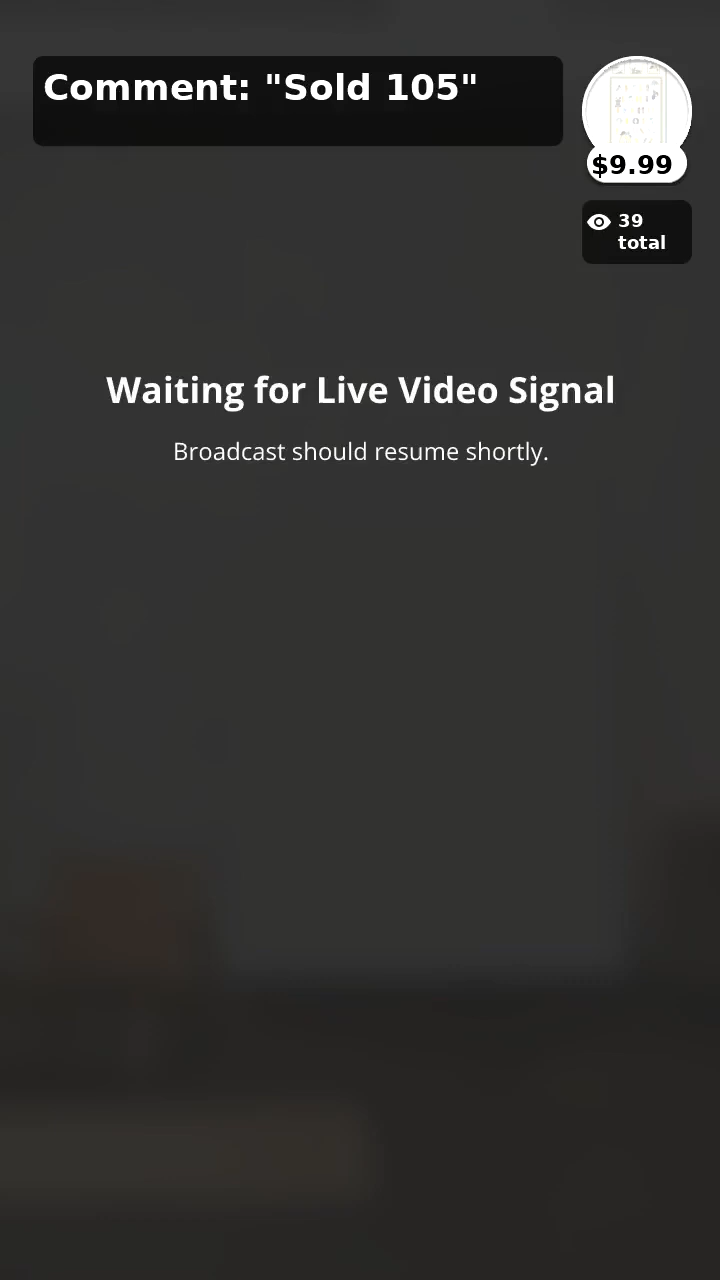 Comment: "Sold 105"
$9.99
39
total
Waiting for Live Video Signal
Broadcast should resume shortly.